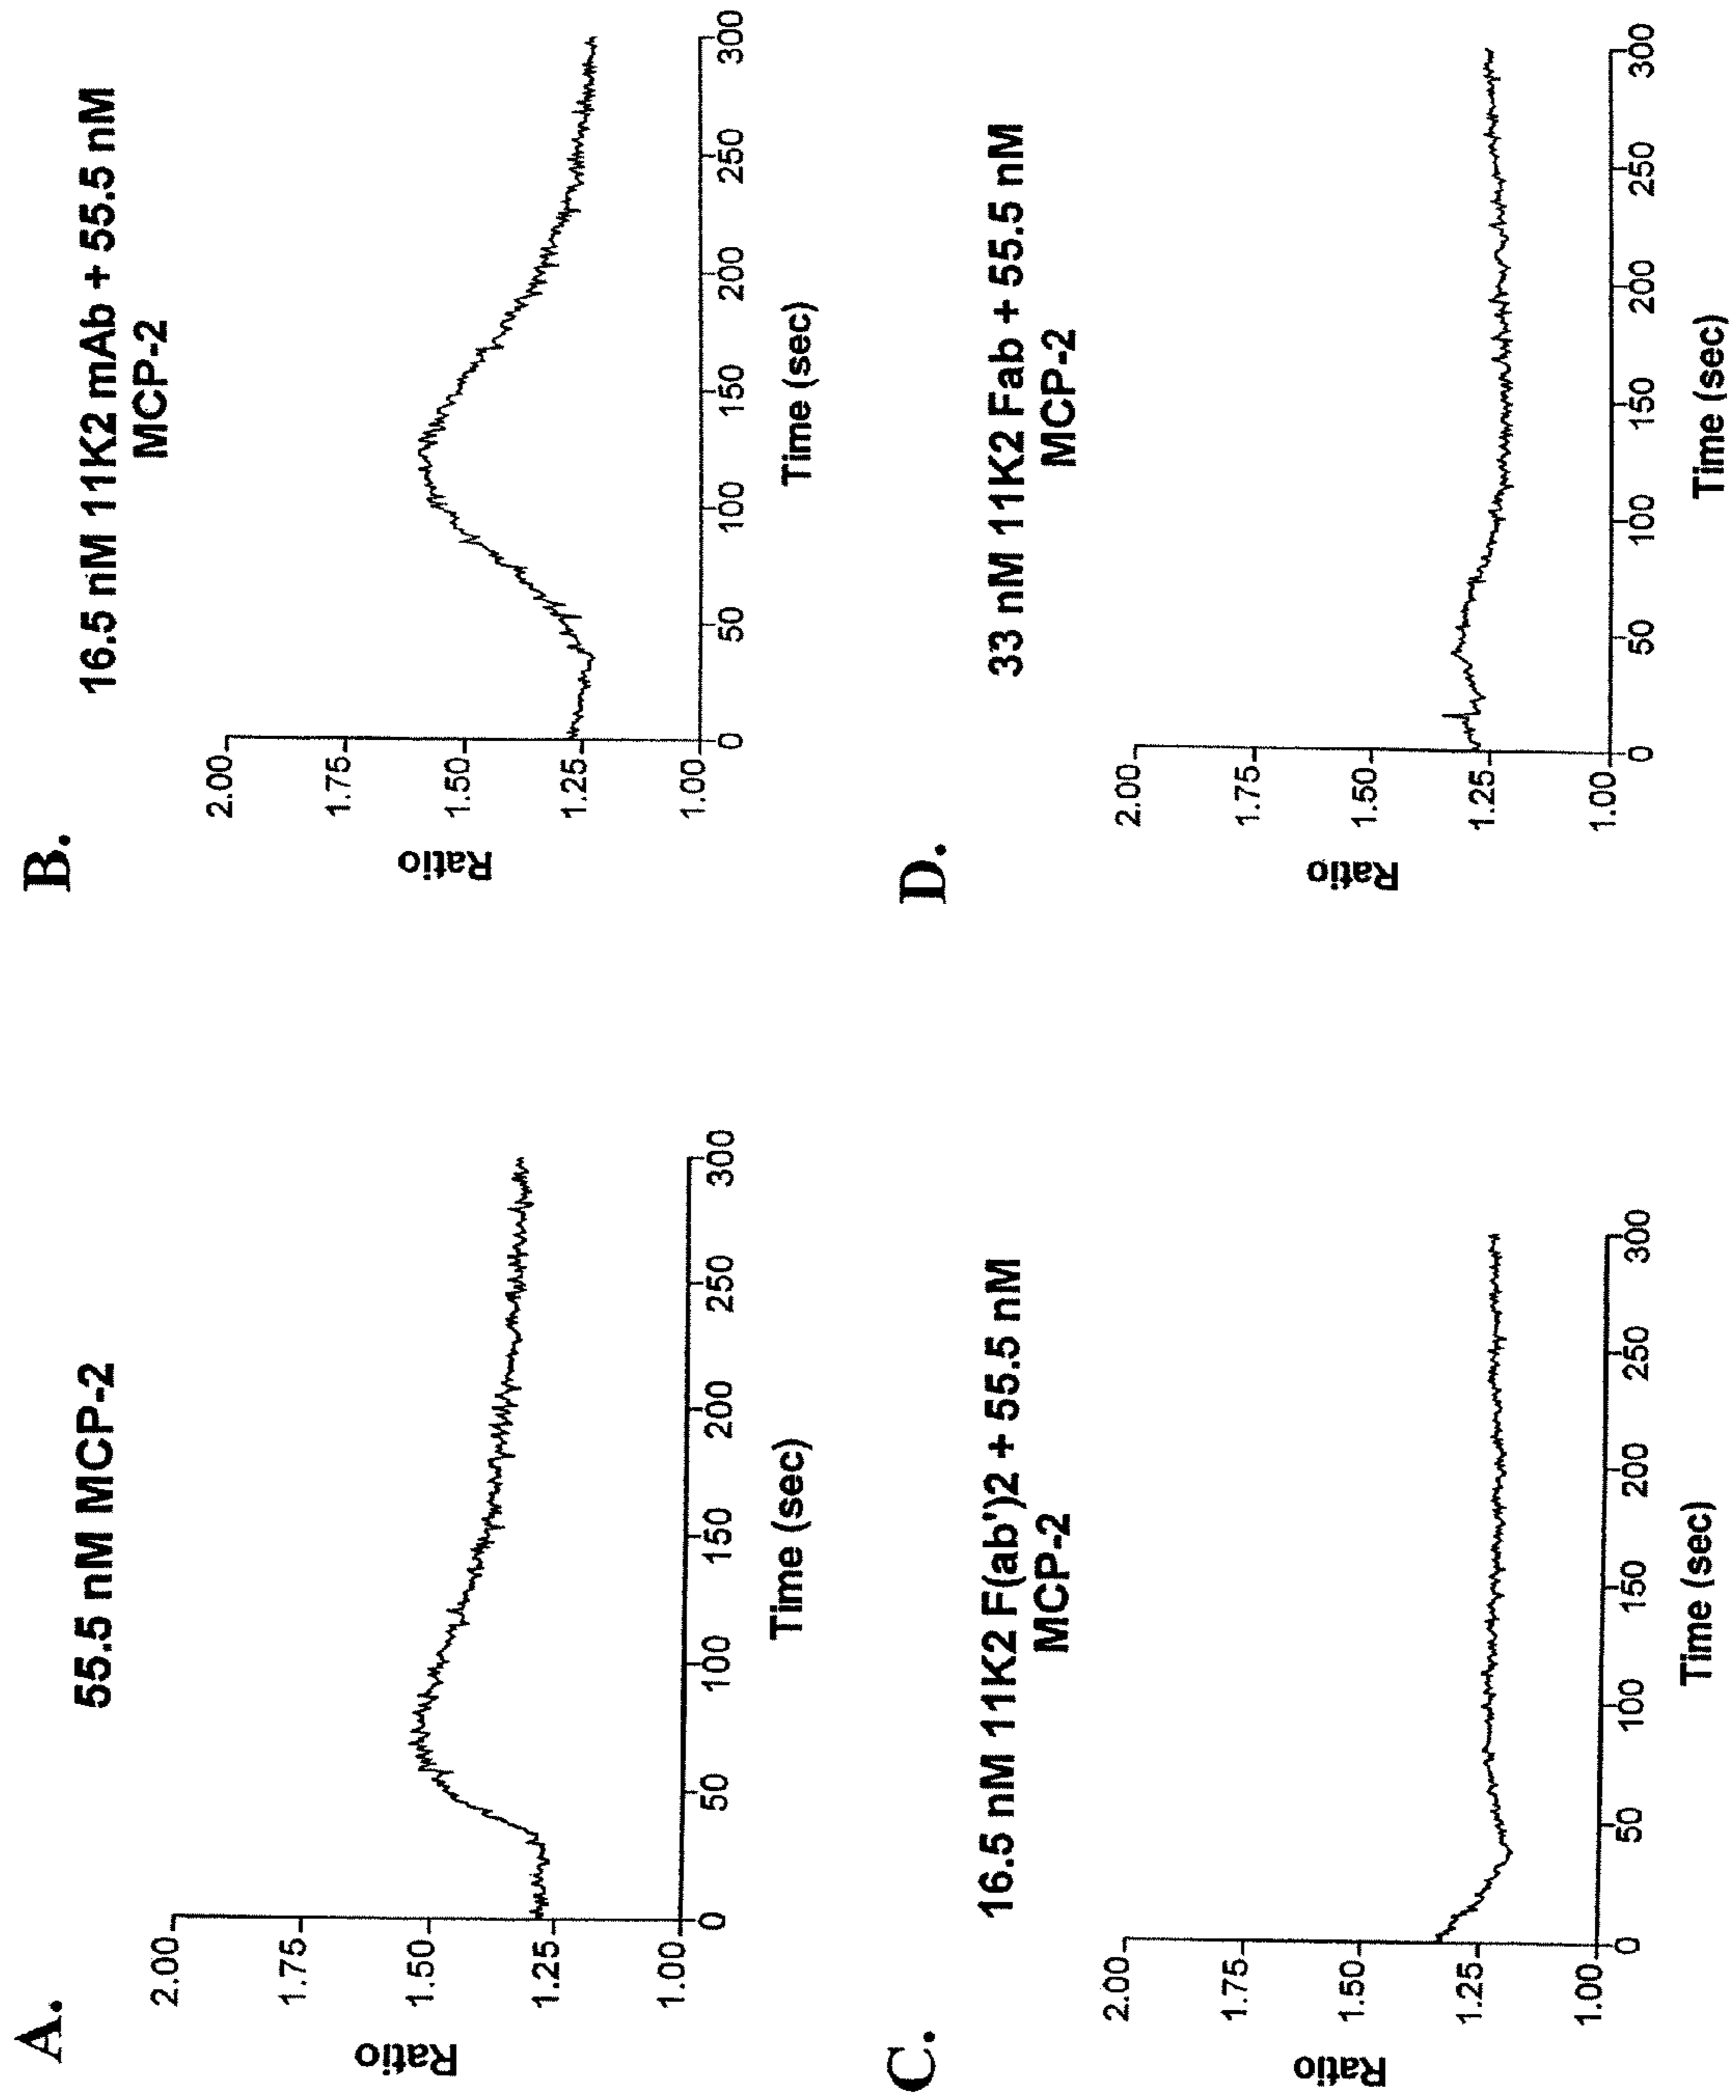 A.
55.5 nM MCP-2
Ratio
2.00
1.75
1.50
1.25
1.00
0
50
100
150
200
250
300
Time (sec)
B.
16.5 nM 11K2 mAb + 55.5 nM
MCP-2
Ratio
2.00
1.75
1.50
1.25
1.00
0
50
100
150
200
250
300
Time (sec)
C.
16.5 nM 11K2 F(ab')2 + 55.5 nM
MCP-2
Ratio
2.00
1.75
1.50
1.25
1.00
0
50
100
150
200
250
300
Time (sec)
D.
33 nM 11K2 Fab + 55.5 nM
MCP-2
Ratio
2.00
1.75
1.50
1.25
1.00
0
50
100
150
200
250
300
Time (sec)